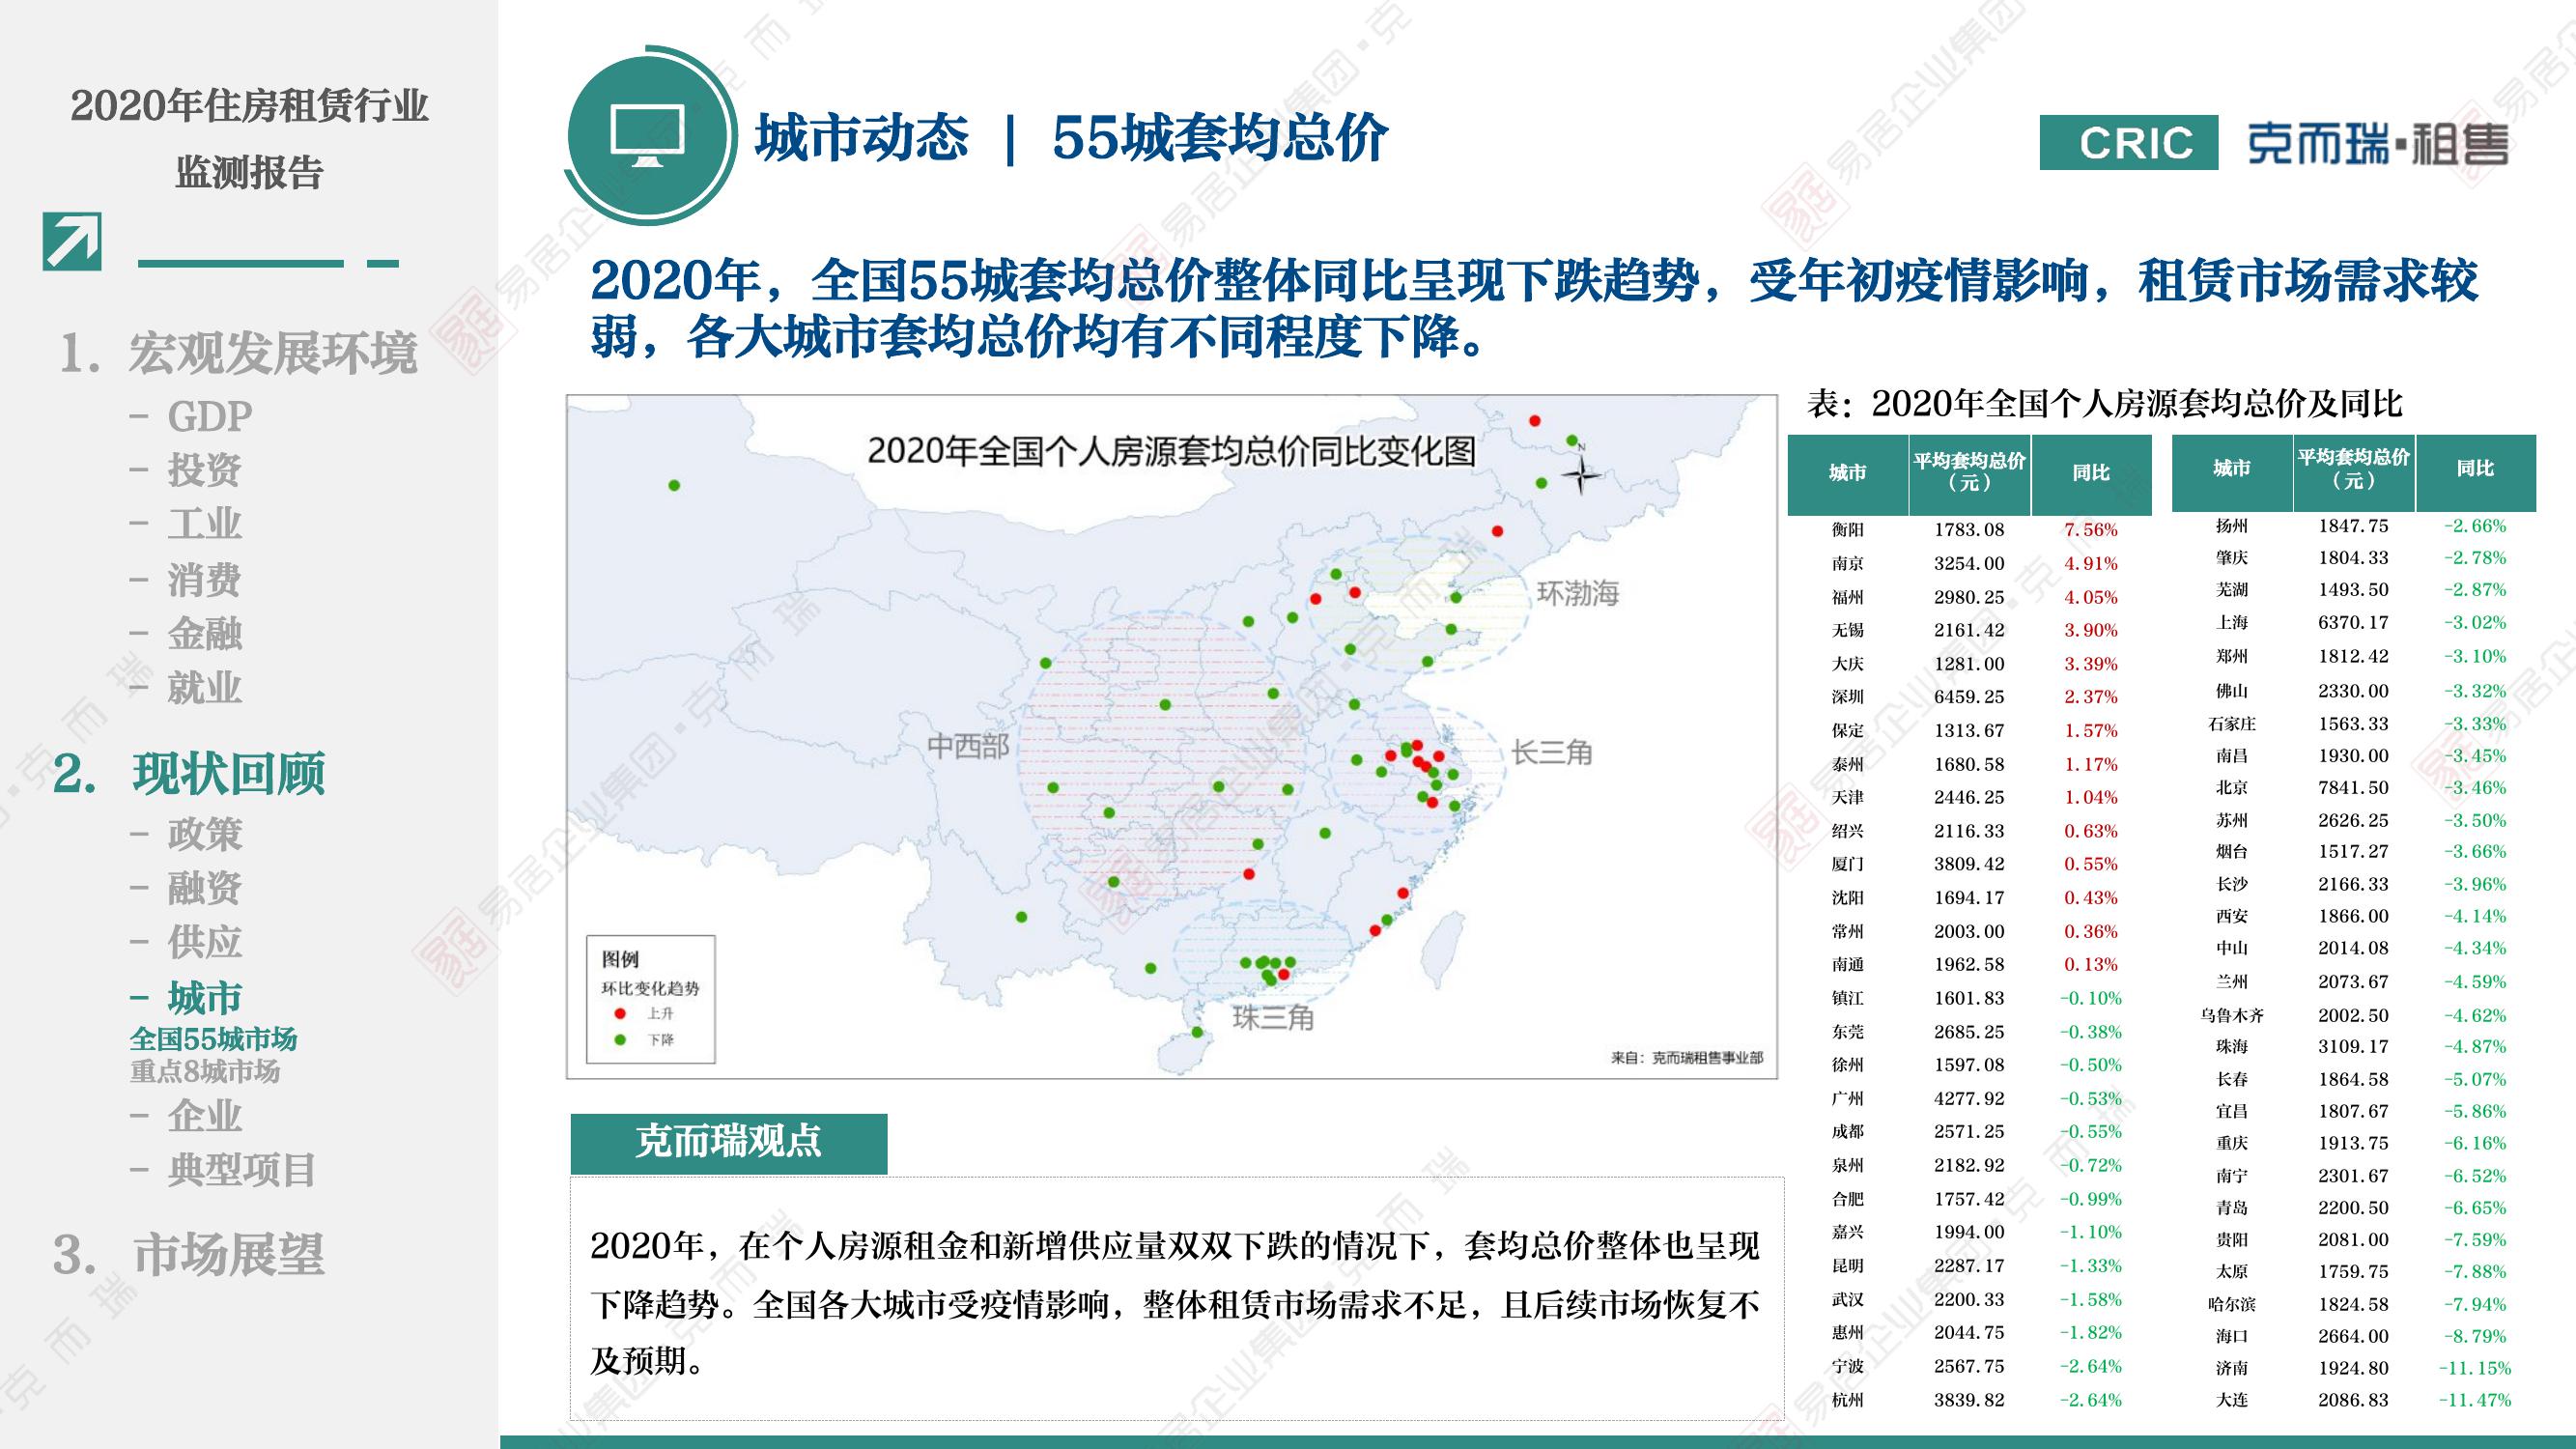 2020年住房租赁行业
监测报告
1. 宏观发展环境
– GDP
– 投资
– 工业
– 消费
– 金融
– 就业
2. 现状回顾
– 政策
– 融资
– 供应
– 城市
全国55城市场
重点8城市场
– 企业
– 典型项目
3. 市场展望
城市动态 | 55城套均总价
CRIC 克而瑞·租售
2020年，全国55城套均总价整体同比呈现下跌趋势，受年初疫情影响，租赁市场需求较
弱，各大城市套均总价均有不同程度下降。
2020年全国个人房源套均总价同比变化图
N
环渤海
中西部
长三角
珠三角
图例
环比变化趋势
上升
下降
来自：克而瑞租售事业部
克而瑞观点
2020年，在个人房源租金和新增供应量双双下跌的情况下，套均总价整体也呈现
下降趋势。全国各大城市受疫情影响，整体租赁市场需求不足，且后续市场恢复不
及预期。
表：2020年全国个人房源套均总价及同比
城市 平均套均总价（元） 同比
衡阳 1783.08 7.56%
南京 3254.00 4.91%
福州 2980.25 4.05%
无锡 2161.42 3.90%
大庆 1281.00 3.39%
深圳 6459.25 2.37%
保定 1313.67 1.57%
泰州 1680.58 1.17%
天津 2446.25 1.04%
绍兴 2116.33 0.63%
厦门 3809.42 0.55%
沈阳 1694.17 0.43%
常州 2003.00 0.36%
南通 1962.58 0.13%
镇江 1601.83 -0.10%
东莞 2685.25 -0.38%
徐州 1597.08 -0.50%
广州 4277.92 -0.53%
成都 2571.25 -0.55%
泉州 2182.92 -0.72%
合肥 1757.42 -0.99%
嘉兴 1994.00 -1.10%
昆明 2287.17 -1.33%
武汉 2200.33 -1.58%
惠州 2044.75 -1.82%
宁波 2567.75 -2.64%
杭州 3839.82 -2.64%
城市 平均套均总价（元） 同比
扬州 1847.75 -2.66%
肇庆 1804.33 -2.78%
芜湖 1493.50 -2.87%
上海 6370.17 -3.02%
郑州 1812.42 -3.10%
佛山 2330.00 -3.32%
石家庄 1563.33 -3.33%
南昌 1930.00 -3.45%
北京 7841.50 -3.46%
苏州 2626.25 -3.50%
烟台 1517.27 -3.66%
长沙 2166.33 -3.96%
西安 1866.00 -4.14%
中山 2014.08 -4.34%
兰州 2073.67 -4.59%
乌鲁木齐 2002.50 -4.62%
珠海 3109.17 -4.87%
长春 1864.58 -5.07%
宜昌 1807.67 -5.86%
重庆 1913.75 -6.16%
南宁 2301.67 -6.52%
青岛 2200.50 -6.65%
贵阳 2081.00 -7.59%
太原 1759.75 -7.88%
哈尔滨 1824.58 -7.94%
海口 2664.00 -8.79%
济南 1924.80 -11.15%
大连 2086.83 -11.47%
易居企业集团·克而瑞